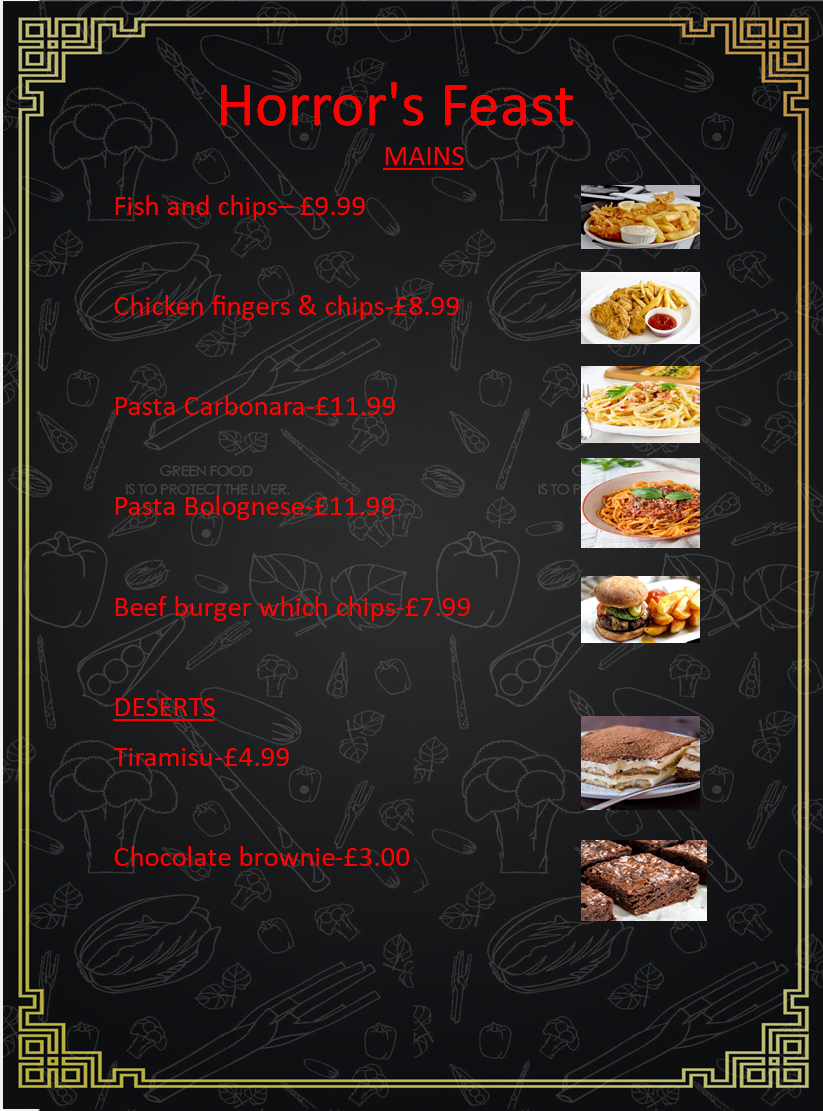 Horror's Feast
MAINS
Fish and chips– £9.99
Chicken fingers & chips-£8.99
Pasta Carbonara-£11.99
GREEN FOOD
IS TO PROTECT THE LIVER.
IS TO P
Pasta Bolognese-£11.99
Beef burger which chips-£7.99
DESERTS
Tiramisu-£4.99
Chocolate brownie-£3.00